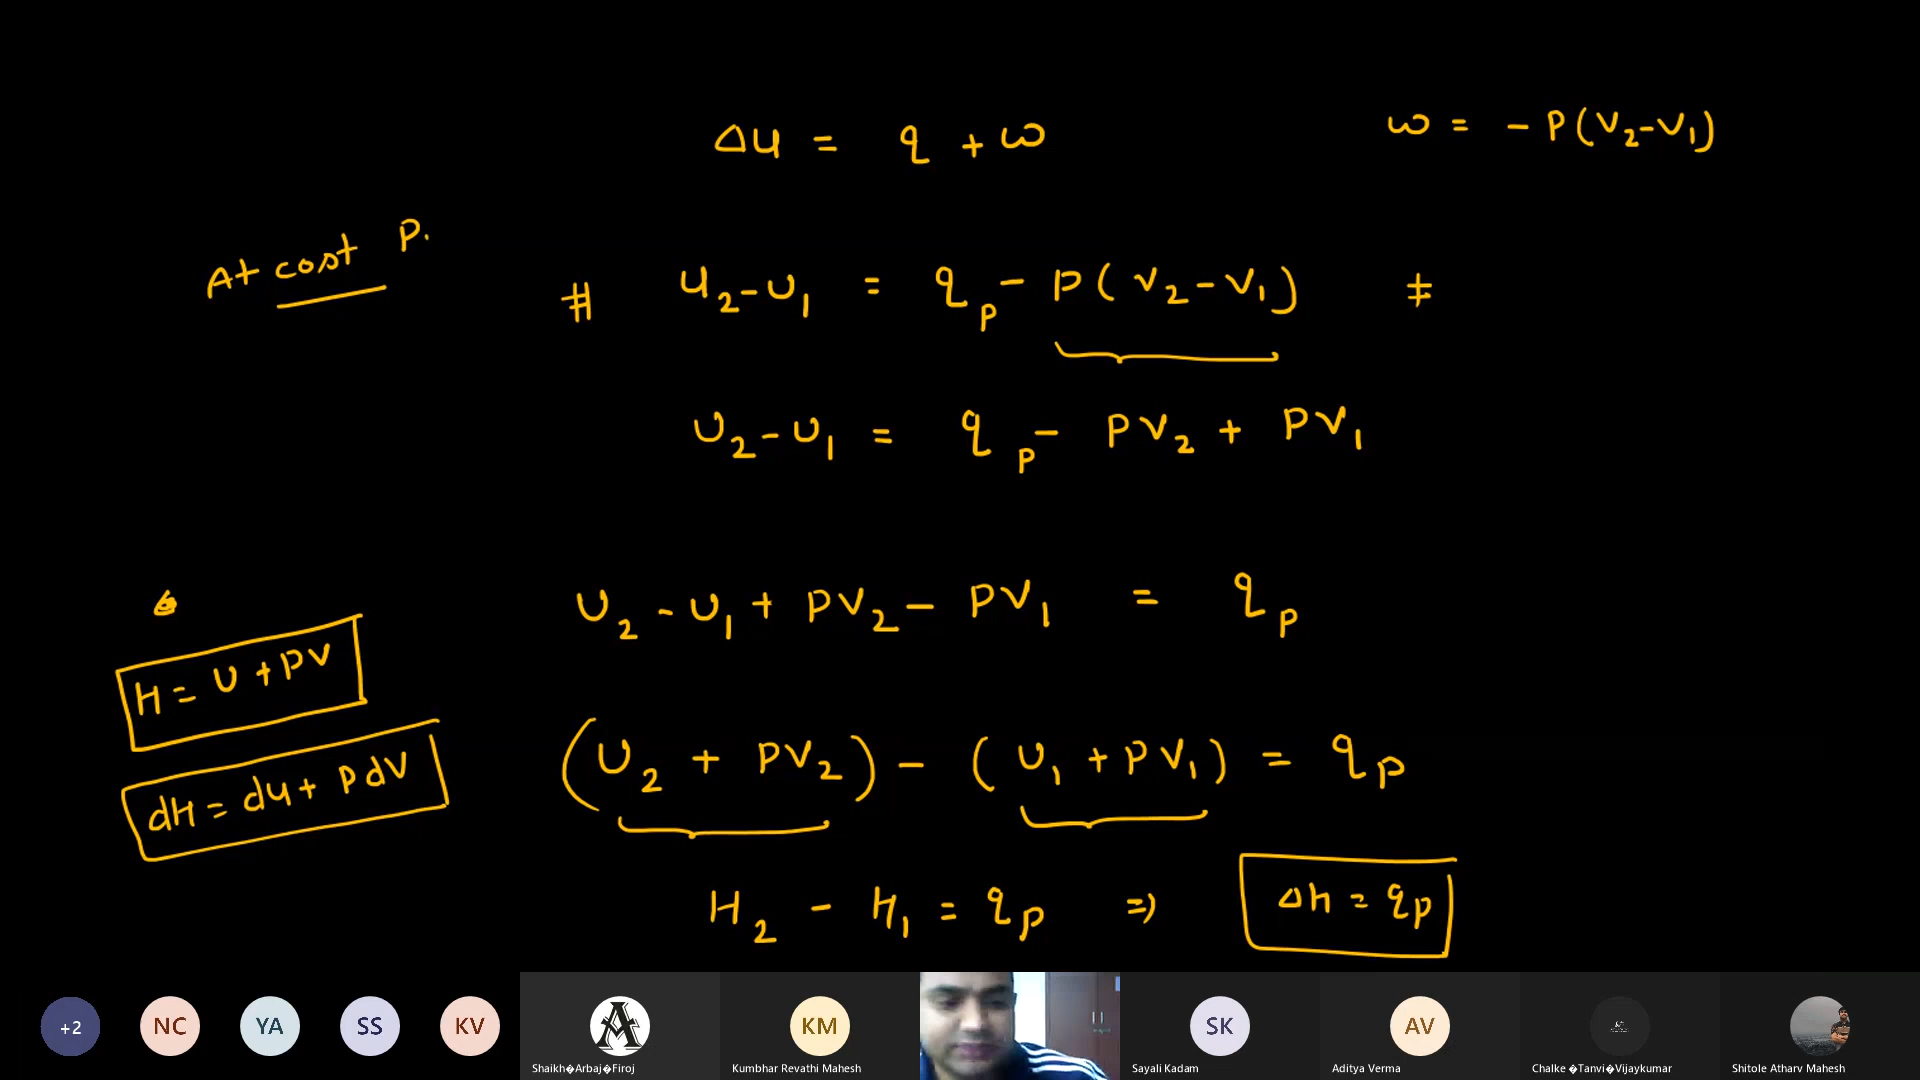 Δu = q + w
w = - P(V2-V1)
At cost P.
# U2-U1 = qp - P(V2-V1) ≠
U2-U1 = qp - PV2 + PV1
U2 - U1 + PV2 - PV1 = qp
H = U + PV
(U2 + PV2) - (U1 + PV1) = qp
dH = du + PdV
H2 - H1 = qp ⇒ ΔH = qp
+2 NC YA SS KV KM SK AV
Shaikh�Arbaj�Firoj Kumbhar Revathi Mahesh Sayali Kadam Aditya Verma Chalke �Tanvi�Vijaykumar Shitole Atharv Mahesh